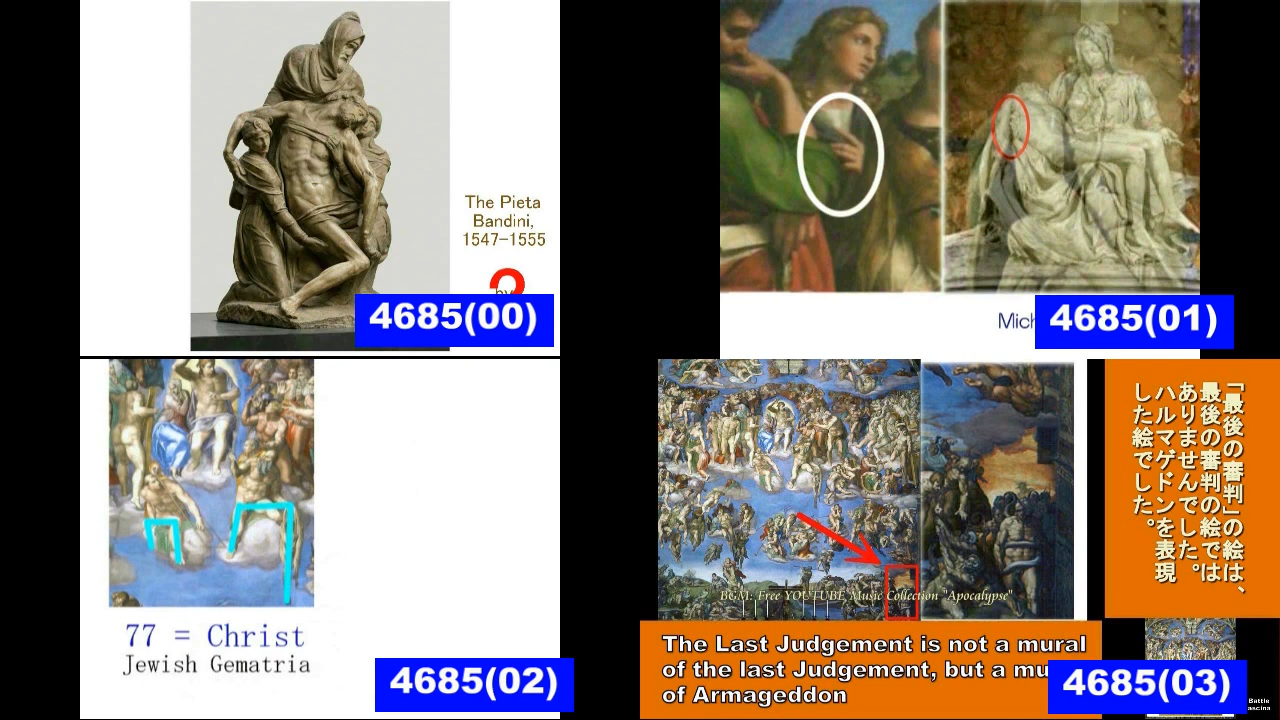 The Pieta
Bandini,
1547-1555
by
4685(00)
Mich
4685(01)
77 = Christ
Jewish Gematria
4685(02)
「最後の審判」の絵は、
最後の審判の絵では
ありませんでした。
ハルマゲドンを表現
した絵でした。
BGM: Free YOUTUBE Music Collection "Apocalypse"
The Last Judgement is not a mural
of the last Judgement, but a mu
of Armageddon
4685(03)
Battle